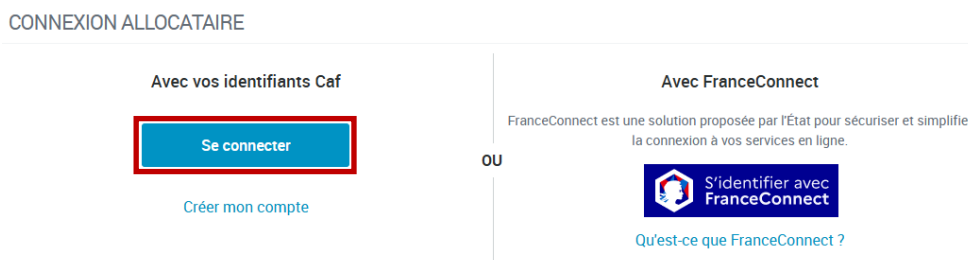 CONNEXION ALLOCATAIRE
Avec vos identifiants Caf
Se connecter
Créer mon compte
OU
Avec FranceConnect
FranceConnect est une solution proposée par l'État pour sécuriser et simplifie
la connexion à vos services en ligne.
S'identifier avec
FranceConnect
Qu'est-ce que FranceConnect ?